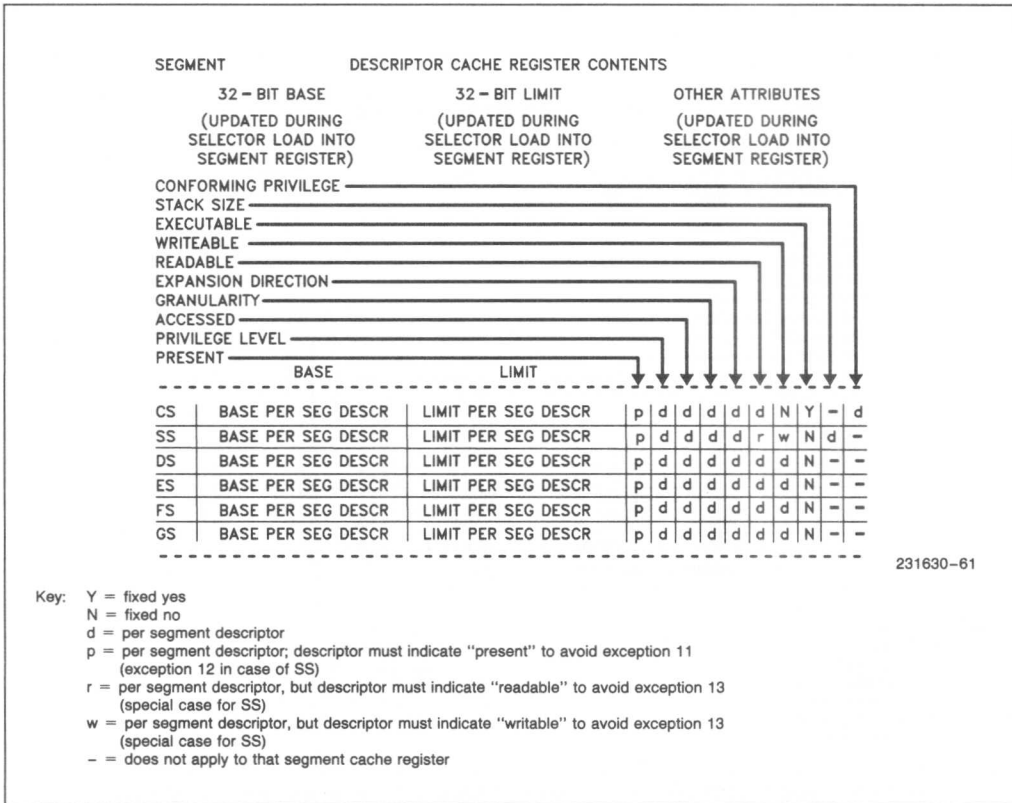 SEGMENT DESCRIPTOR CACHE REGISTER CONTENTS
32 – BIT BASE 32 – BIT LIMIT OTHER ATTRIBUTES
(UPDATED DURING (UPDATED DURING (UPDATED DURING
SELECTOR LOAD INTO SELECTOR LOAD INTO SELECTOR LOAD INTO
SEGMENT REGISTER) SEGMENT REGISTER) SEGMENT REGISTER)
CONFORMING PRIVILEGE
STACK SIZE
EXECUTABLE
WRITEABLE
READABLE
EXPANSION DIRECTION
GRANULARITY
ACCESSED
PRIVILEGE LEVEL
PRESENT
BASE LIMIT
CS | BASE PER SEG DESCR | LIMIT PER SEG DESCR | p | d | d | d | d | d | N | Y | – | d
SS | BASE PER SEG DESCR | LIMIT PER SEG DESCR | p | d | d | d | d | r | w | N | d | –
DS | BASE PER SEG DESCR | LIMIT PER SEG DESCR | p | d | d | d | d | d | d | N | – | –
ES | BASE PER SEG DESCR | LIMIT PER SEG DESCR | p | d | d | d | d | d | d | N | – | –
FS | BASE PER SEG DESCR | LIMIT PER SEG DESCR | p | d | d | d | d | d | d | N | – | –
GS | BASE PER SEG DESCR | LIMIT PER SEG DESCR | p | d | d | d | d | d | d | N | – | –
231630–61
Key: Y = fixed yes
N = fixed no
d = per segment descriptor
p = per segment descriptor; descriptor must indicate "present" to avoid exception 11
(exception 12 in case of SS)
r = per segment descriptor, but descriptor must indicate "readable" to avoid exception 13
(special case for SS)
w = per segment descriptor, but descriptor must indicate "writable" to avoid exception 13
(special case for SS)
– = does not apply to that segment cache register